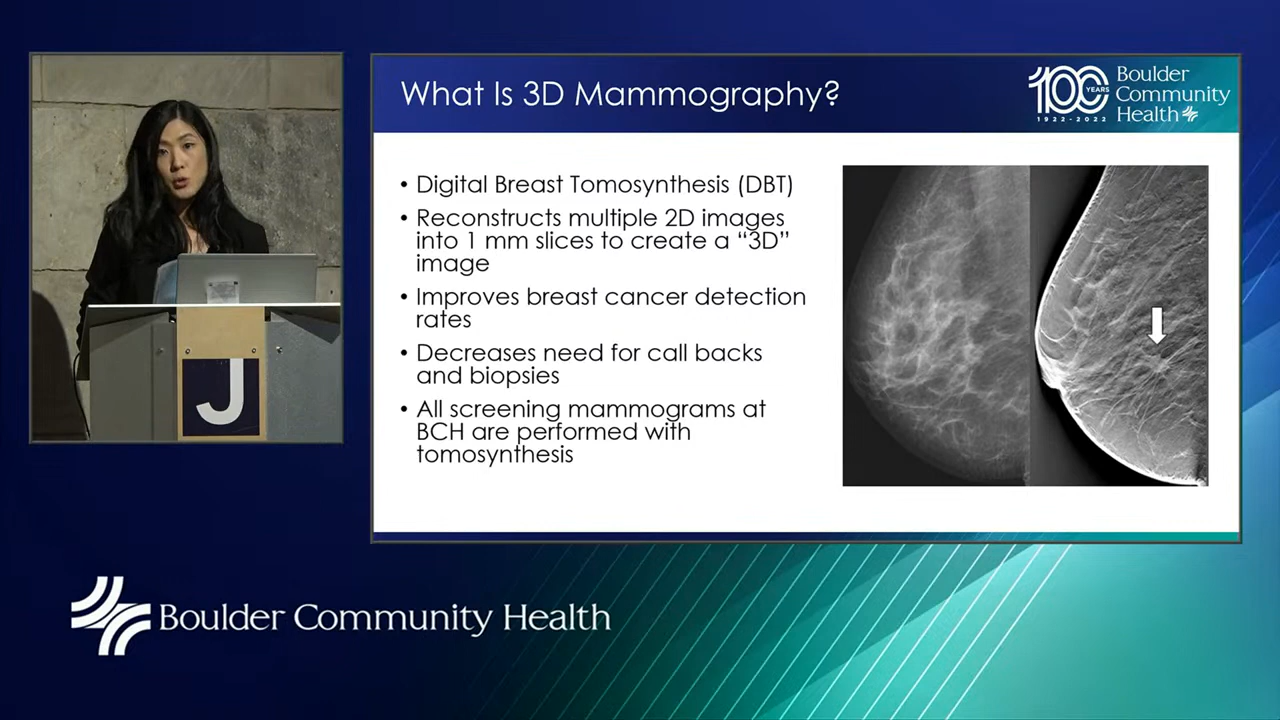 What Is 3D Mammography?
100
YEARS
1922-2022
Boulder
Community
Health
• Digital Breast Tomosynthesis (DBT)
• Reconstructs multiple 2D images
into 1 mm slices to create a “3D”
image
• Improves breast cancer detection
rates
• Decreases need for call backs
and biopsies
• All screening mammograms at
BCH are performed with
tomosynthesis
J
Boulder Community Health